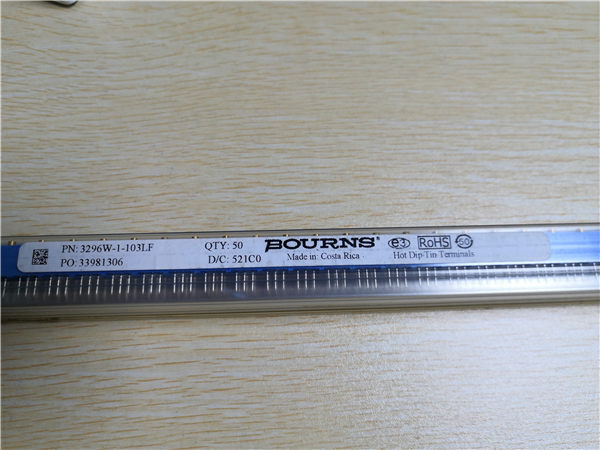 PN: 3296W-1-103LF QTY: 50 BOURNS® e3 RoHS 50
PO: 33981306 D/C: 521C0 Made in: Costa Rica Hot Dip Tin Terminals